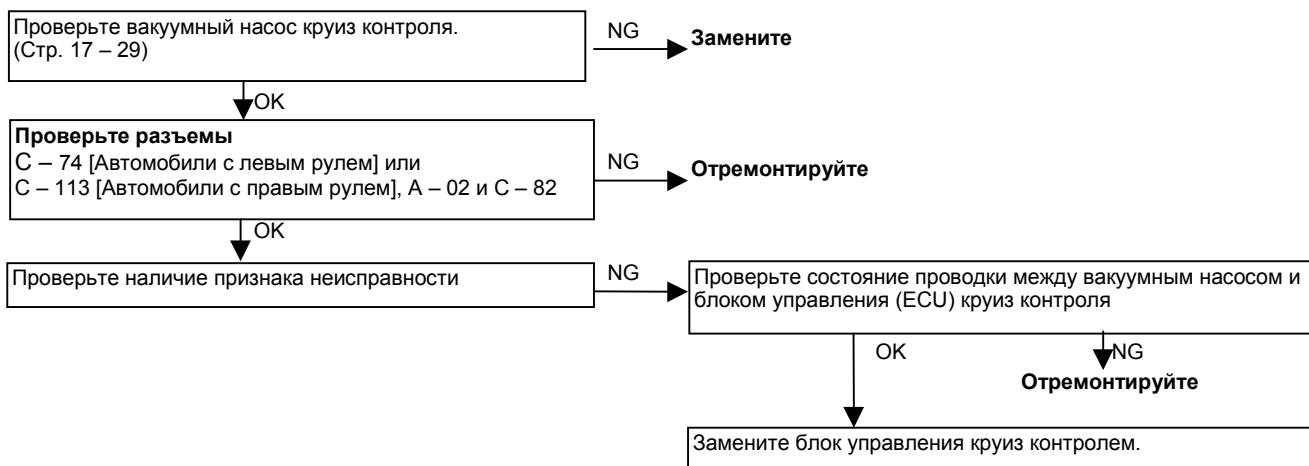 Проверьте вакуумный насос круиз контроля.
(Стр. 17 – 29)
NG
Замените
OK
Проверьте разъемы
С – 74 [Автомобили с левым рулем] или
С – 113 [Автомобили с правым рулем], А – 02 и С – 82
NG
Отремонтируйте
OK
Проверьте наличие признака неисправности
NG
Проверьте состояние проводки между вакуумным насосом и
блоком управления (ECU) круиз контроля
OK
NG
Отремонтируйте
Замените блок управления круиз контролем.